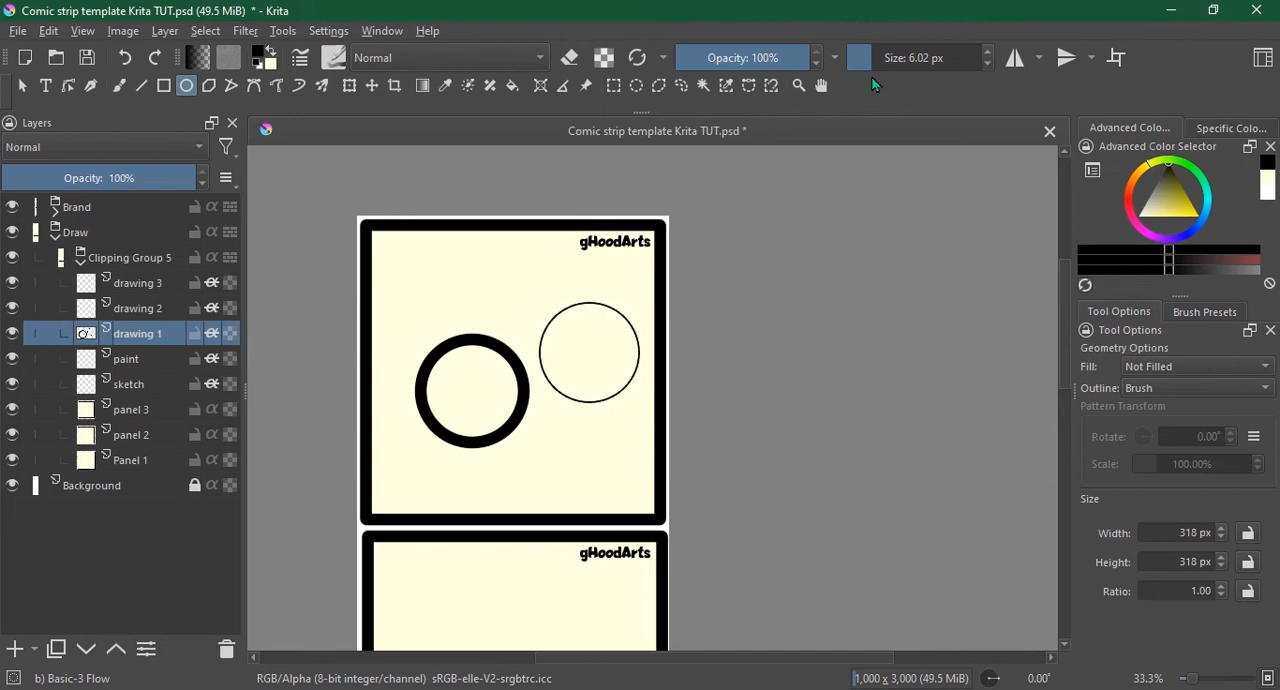 Comic strip template Krita TUT.psd (49.5 MiB) * - Krita
File Edit View Image Layer Select Filter Tools Settings Window Help
Normal Opacity: 100% Size: 6.02 px
Layers
Comic strip template Krita TUT.psd *
Advanced Colo... Specific Colo...
Normal
Advanced Color Selector
Opacity: 100%
Brand
Draw
Clipping Group 5
drawing 3
drawing 2
drawing 1
paint
sketch
panel 3
panel 2
Panel 1
Background
gHoodArts
gHoodArts
Tool Options Brush Presets
Tool Options
Geometry Options
Fill: Not Filled
Outline: Brush
Pattern Transform
Rotate: 0.00°
Scale: 100.00%
Size
Width: 318 px
Height: 318 px
Ratio: 1.00
b) Basic-3 Flow RGB/Alpha (8-bit integer/channel) sRGB-elle-V2-srgbtrc.icc 1,000 x 3,000 (49.5 MiB) 0.00° 33.3%